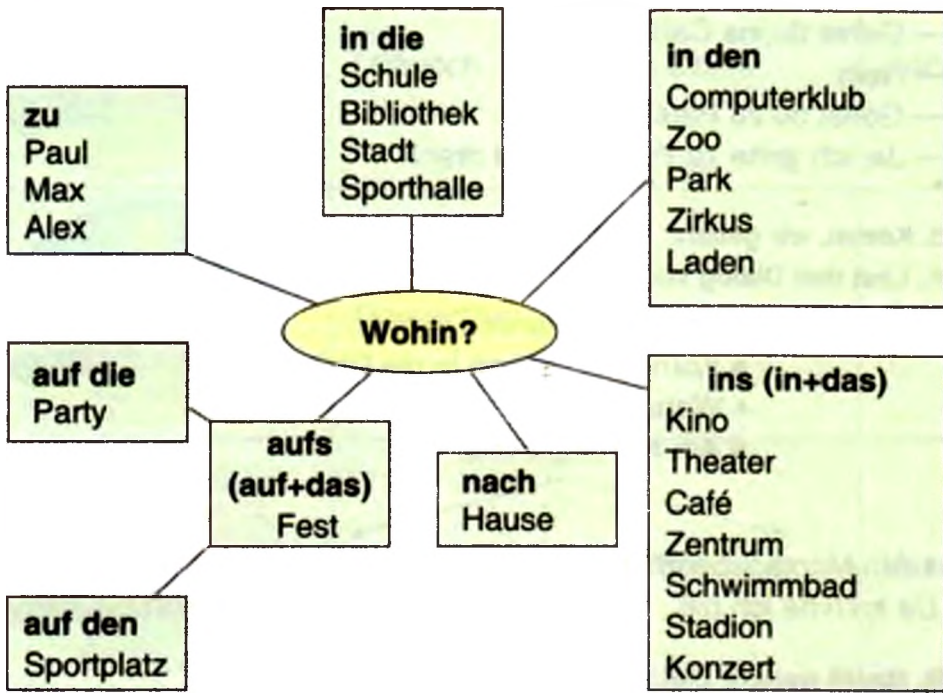 zu
Paul
Max
Alex
in die
Schule
Bibliothek
Stadt
Sporthalle
in den
Computerklub
Zoo
Park
Zirkus
Laden
Wohin?
auf die
Party
aufs
(auf+das)
Fest
auf den
Sportplatz
nach
Hause
ins (in+das)
Kino
Theater
Café
Zentrum
Schwimmbad
Stadion
Konzert